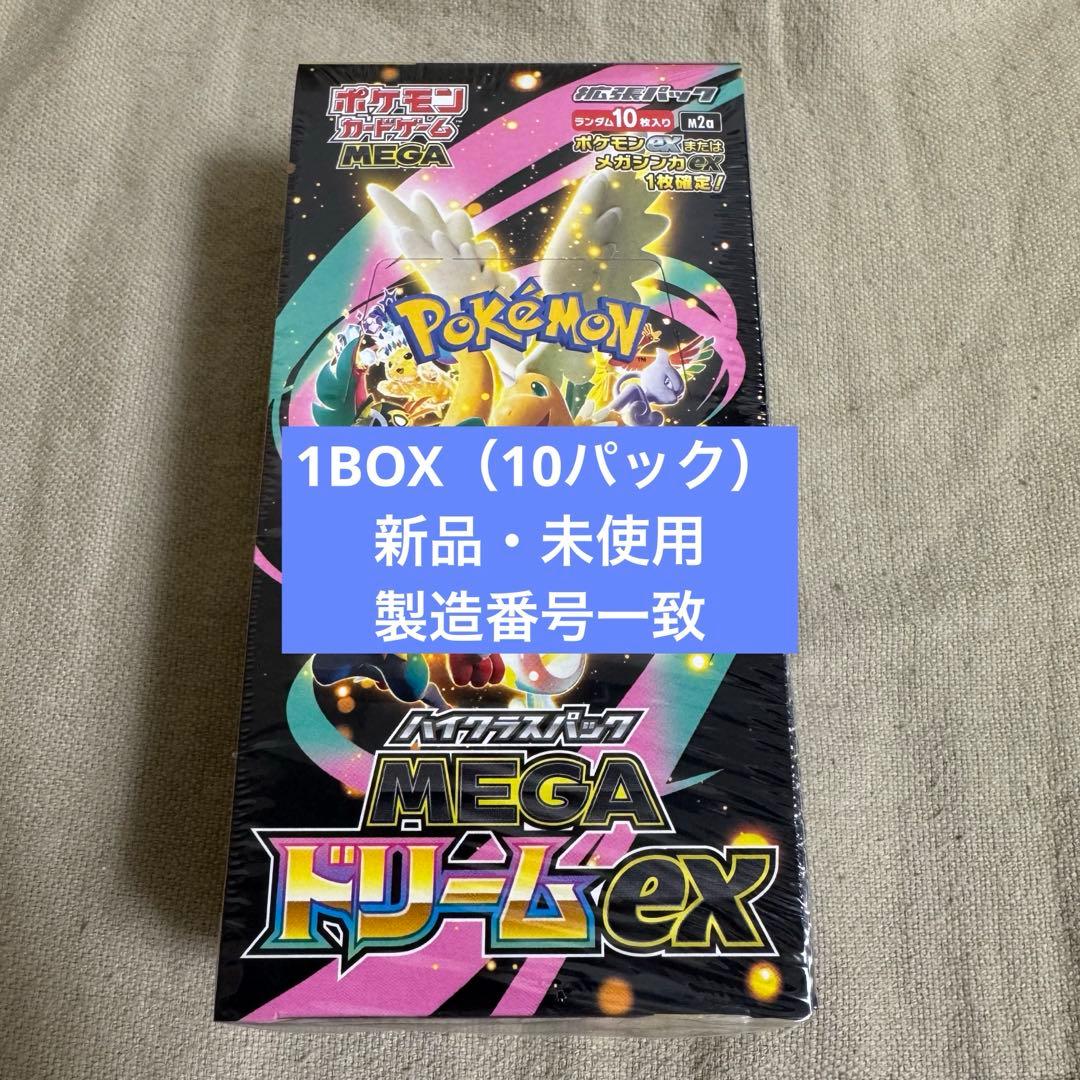 ポケモン
カードゲーム
MEGA
拡張パック
ランダム10枚入り M2a
ポケモンexまたは
メガシンカex
1枚確定!
POKéMON
TM
1BOX(10パック)
新品・未使用
製造番号一致
ハイクラスパック
MEGA
ドリームex